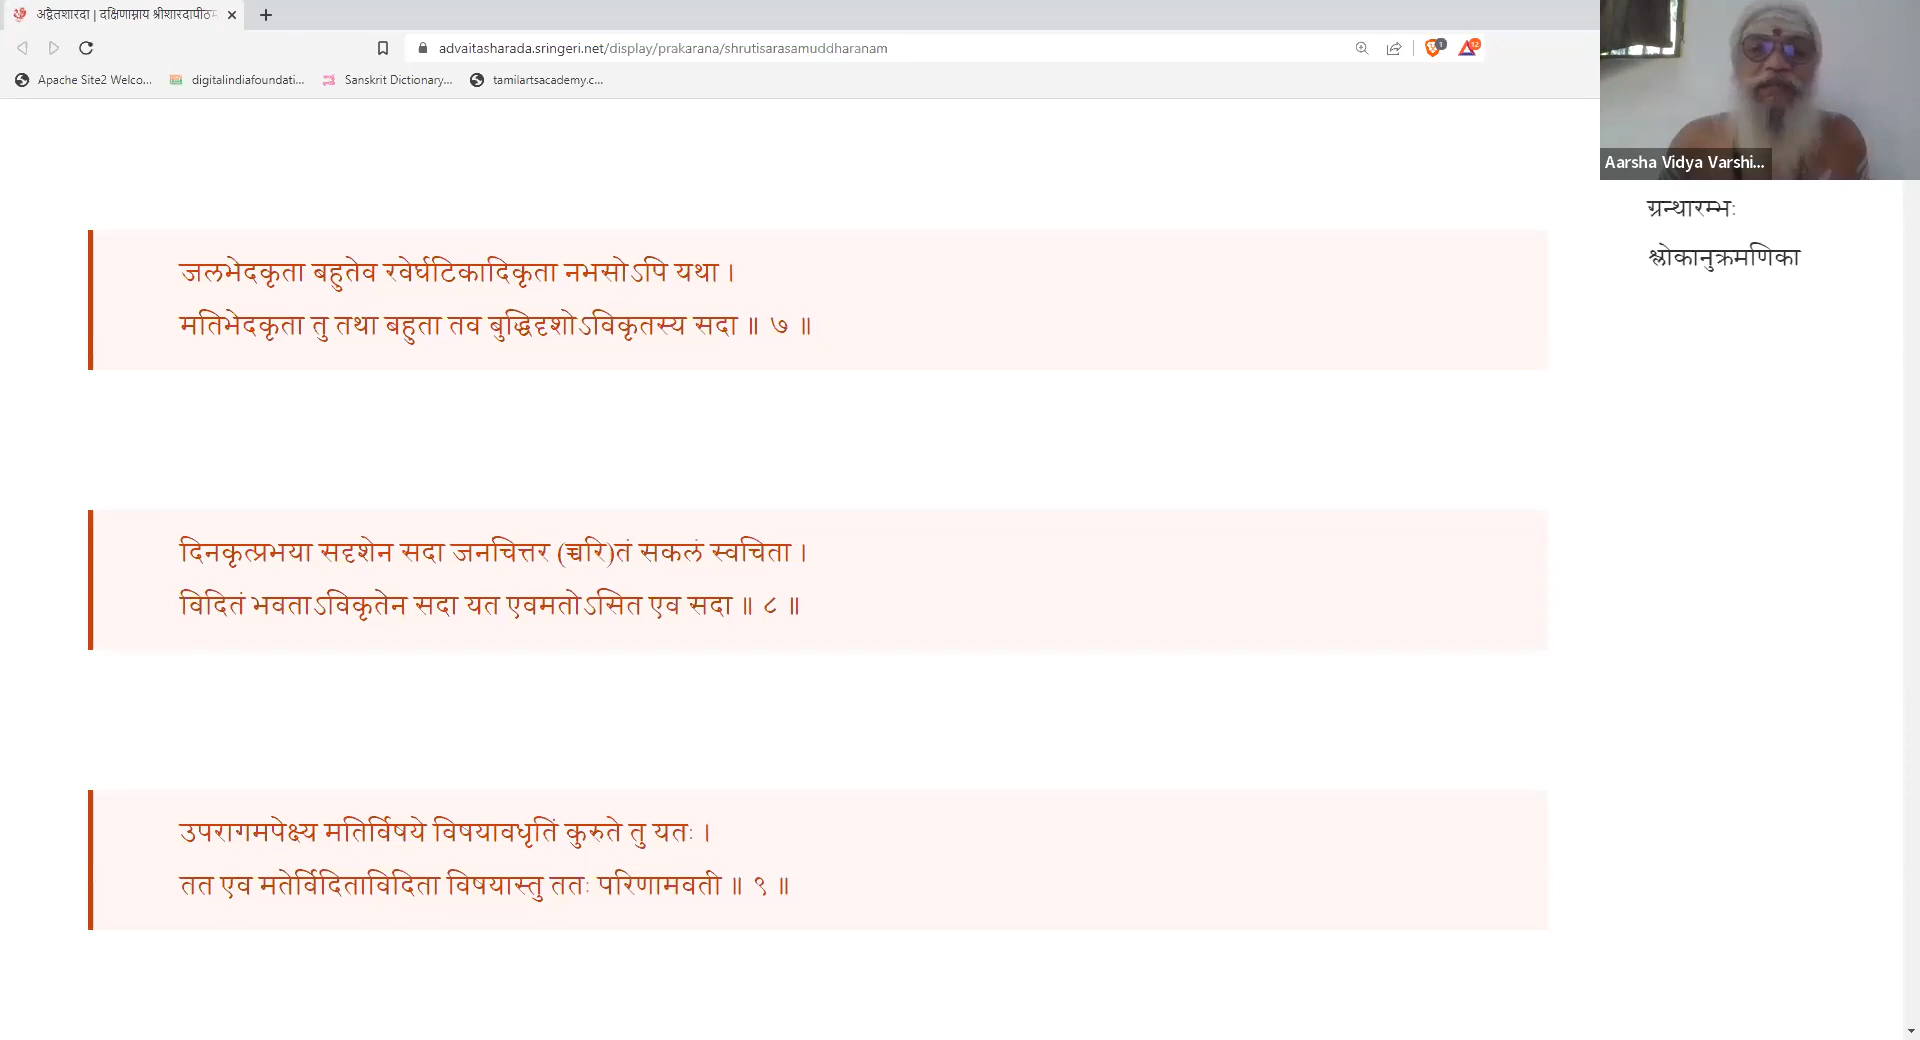 अद्वैतशारदा | दक्षिणाम्नाय श्रीशारदापीठम
advaitasharada.sringeri.net/display/prakarana/shrutisarasamuddharanam
1
12
Apache Site2 Welco...
digitalindiafoundati...
Sanskrit Dictionary...
tamilartsacademy.c...
Aarsha Vidya Varshi...
ग्रन्थारम्भः
श्लोकानुक्रमणिका
जलभेदकृता बहुतेव रवेर्घटिकादिकृता नभसोऽपि यथा ।
मतिभेदकृता तु तथा बहुता तव बुद्धिदृशोऽविकृतस्य सदा ॥ ७ ॥
दिनकृत्प्रभया सदृशेन सदा जनचित्तर (च्चरि)तं सकलं स्वचिता ।
विदितं भवताऽविकृतेन सदा यत एवमतोऽसित एव सदा ॥ ८ ॥
उपरागमपेक्ष्य मतिर्विषये विषयावधृतिं कुरुते तु यतः ।
तत एव मतेर्विदिताविदिता विषयास्तु ततः परिणामवती ॥ ९ ॥